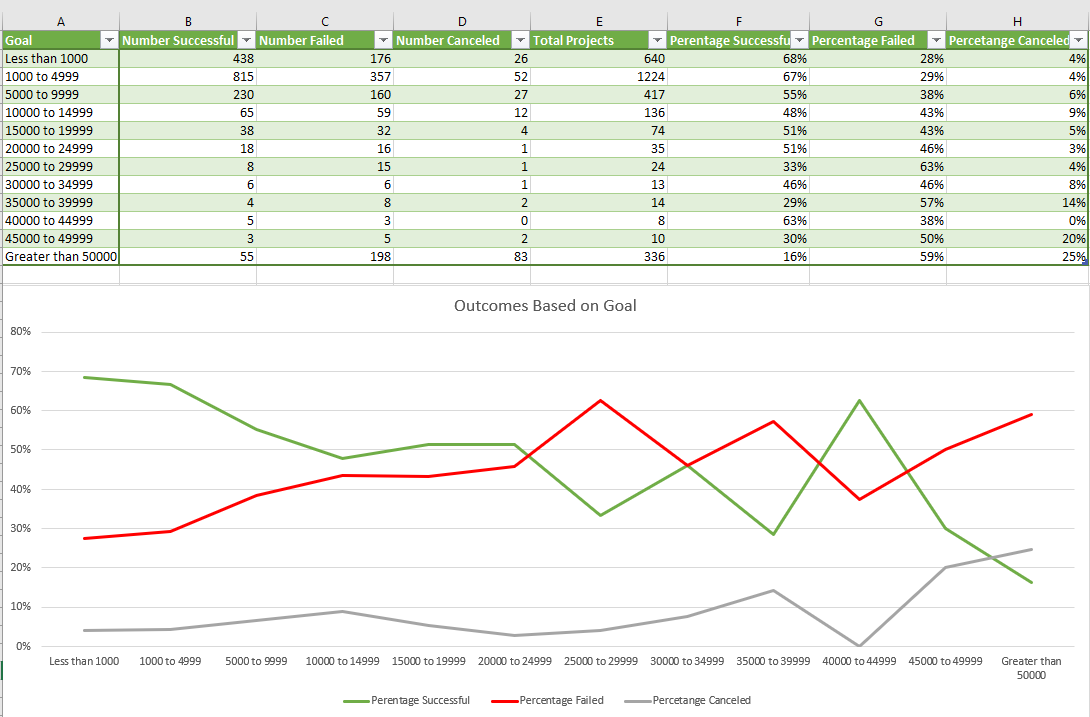 A B C D E F G H
Goal Number Successful Number Failed Number Canceled Total Projects Perentage Successfu Percentage Failed Percetange Canceled
Less than 1000 438 176 26 640 68% 28% 4%
1000 to 4999 815 357 52 1224 67% 29% 4%
5000 to 9999 230 160 27 417 55% 38% 6%
10000 to 14999 65 59 12 136 48% 43% 9%
15000 to 19999 38 32 4 74 51% 43% 5%
20000 to 24999 18 16 1 35 51% 46% 3%
25000 to 29999 8 15 1 24 33% 63% 4%
30000 to 34999 6 6 1 13 46% 46% 8%
35000 to 39999 4 8 2 14 29% 57% 14%
40000 to 44999 5 3 0 8 63% 38% 0%
45000 to 49999 3 5 2 10 30% 50% 20%
Greater than 50000 55 198 83 336 16% 59% 25%
Outcomes Based on Goal
80%
70%
60%
50%
40%
30%
20%
10%
0%
Less than 1000 1000 to 4999 5000 to 9999 10000 to 14999 15000 to 19999 20000 to 24999 25000 to 29999 30000 to 34999 35000 to 39999 40000 to 44999 45000 to 49999 Greater than
50000
Perentage Successful Percentage Failed Percetange Canceled